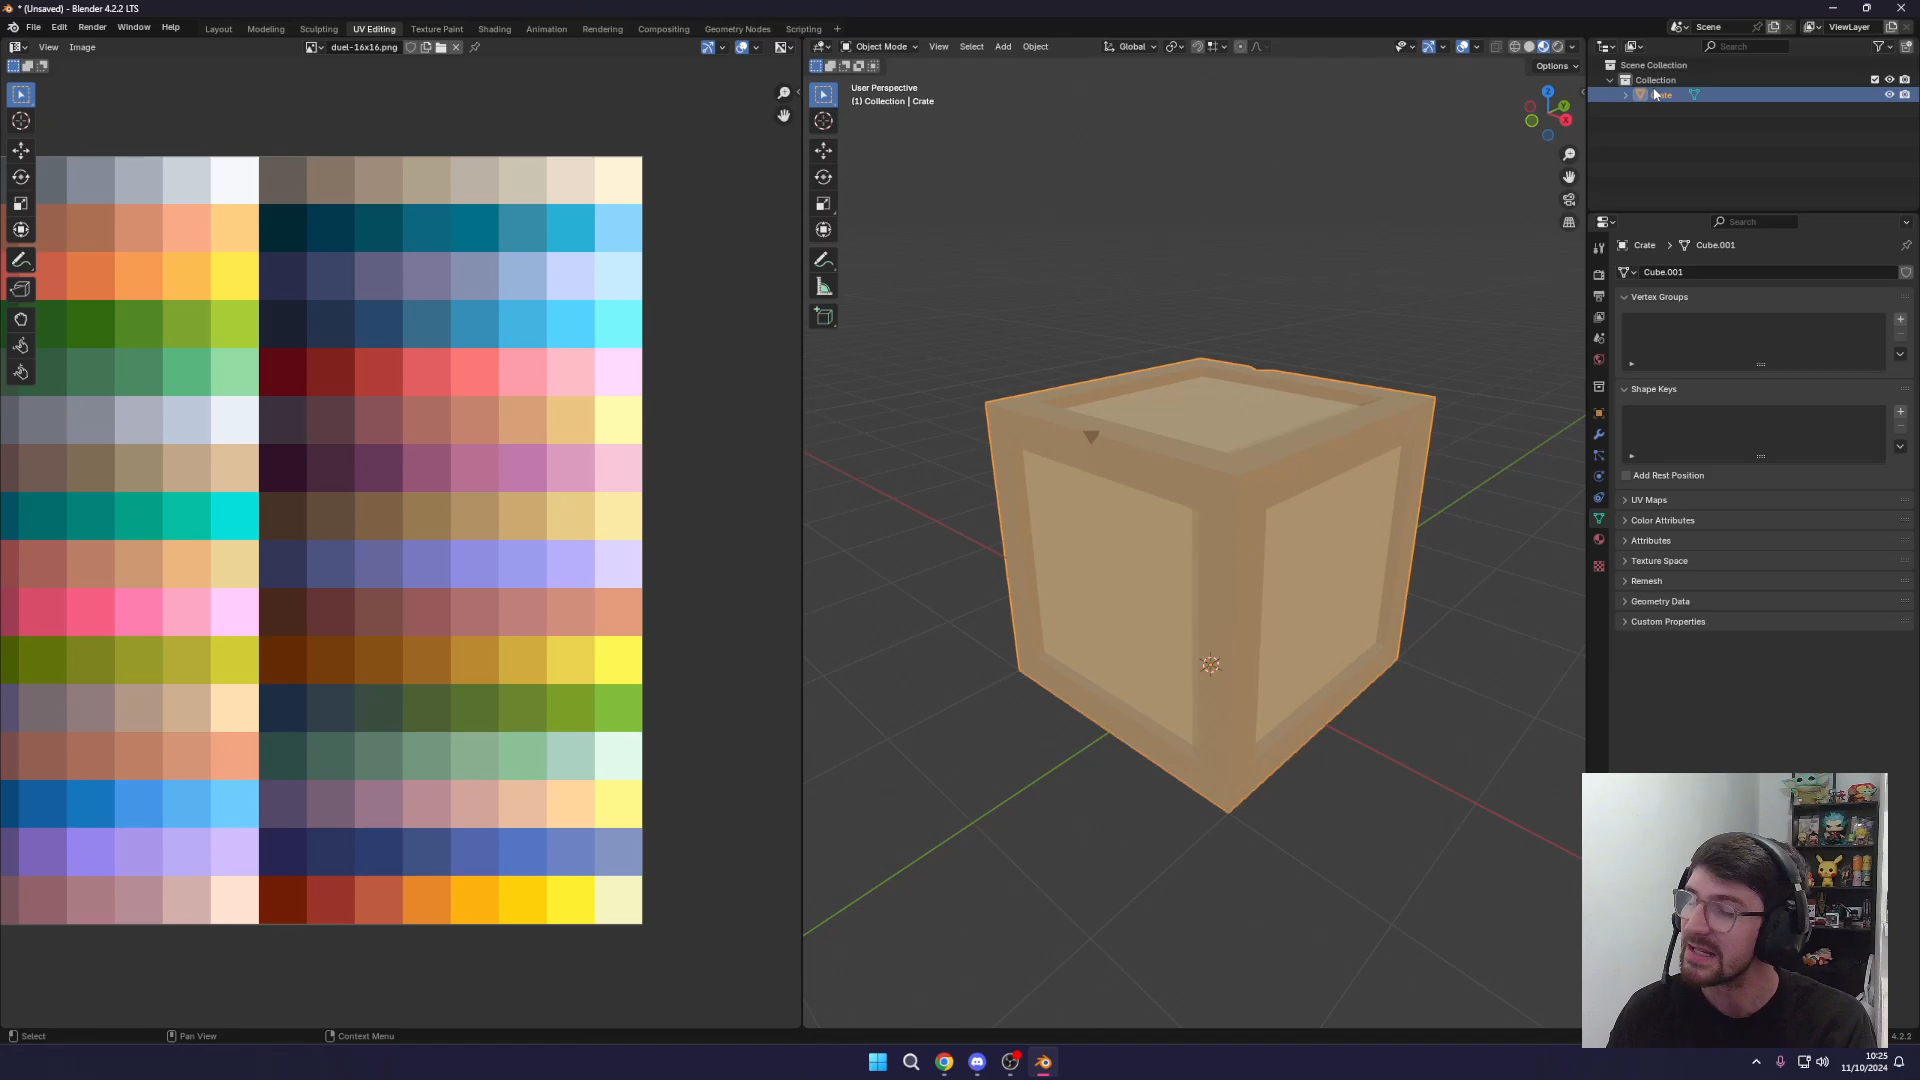 * (Unsaved) - Blender 4.2.2 LTS
File Edit Render Window Help
Layout Modeling Sculpting UV Editing Texture Paint Shading Animation Rendering Compositing Geometry Nodes Scripting +
Scene
ViewLayer
View Image
duel-16x16.png
Object Mode View Select Add Object
Global
Search
Options
Scene Collection
Collection
User Perspective
(1) Collection | Crate
Z
Y
X
Search
Crate > Cube.001
Cube.001
Vertex Groups
Shape Keys
Add Rest Position
UV Maps
Color Attributes
Attributes
Texture Space
Remesh
Geometry Data
Custom Properties
Select
Pan View
Context Menu
4.2.2
10:25
11/10/2024